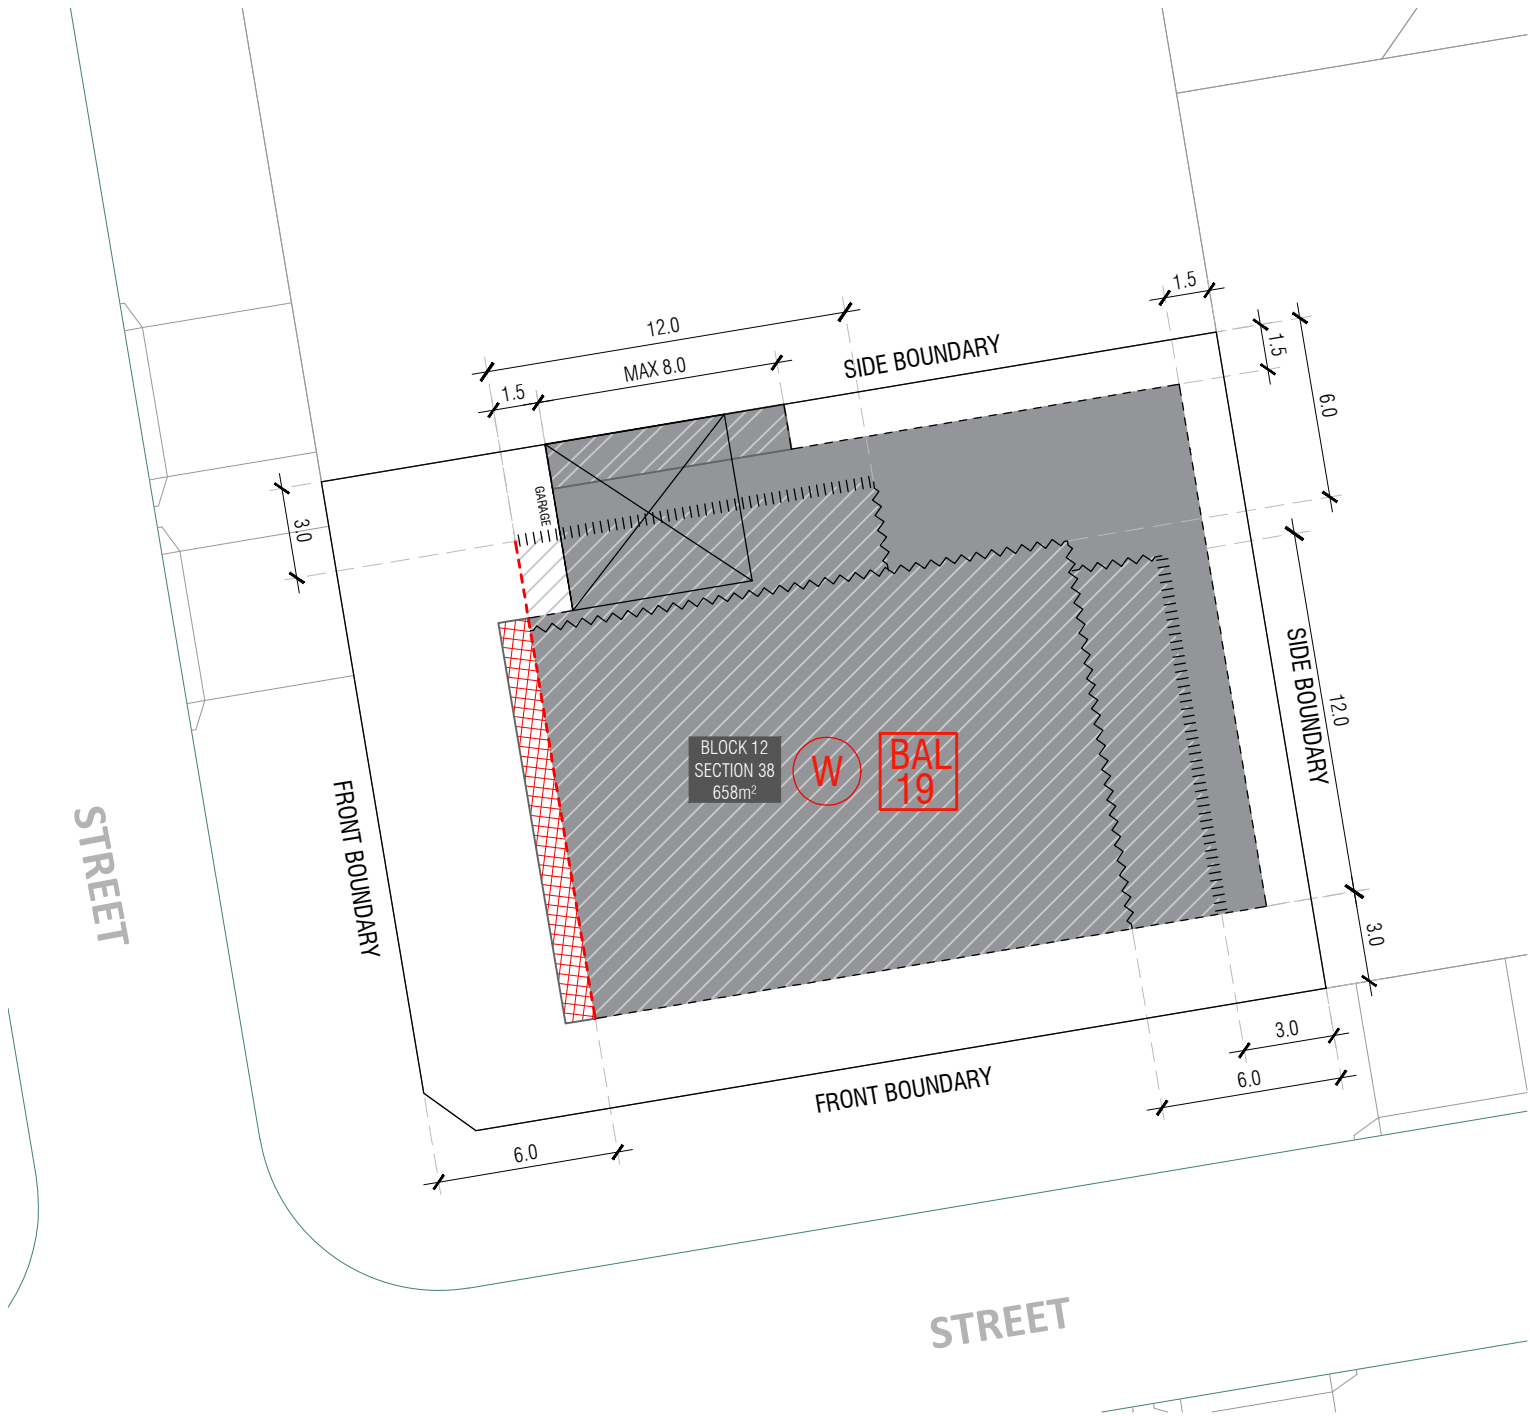 1.5
12.0
1.5
SIDE BOUNDARY
MAX 8.0
1.5
6.0
GARAGE
3.0
SIDE BOUNDARY
12.0
BLOCK 12
SECTION 38
658m²
W
BAL
19
FRONT BOUNDARY
STREET
3.0
3.0
6.0
FRONT BOUNDARY
6.0
STREET